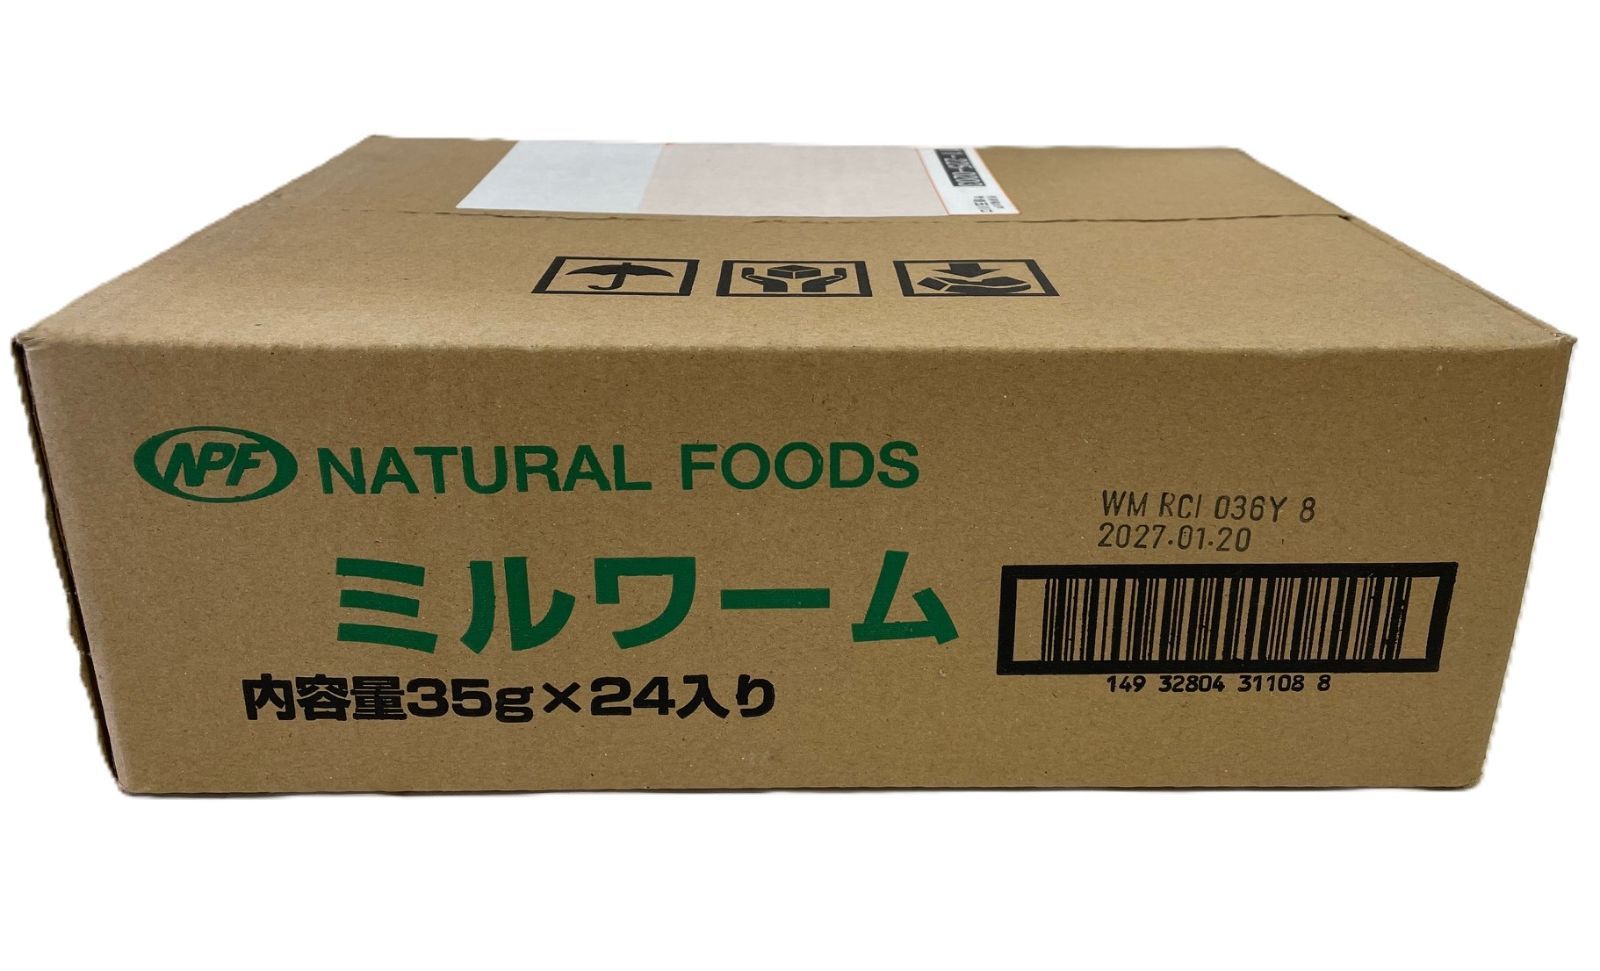 NPF NATURAL FOODS
ミルワーム
内容量35g×24入り
WM RCI 036Y 8
2027.01.20
149 32804 31108 8